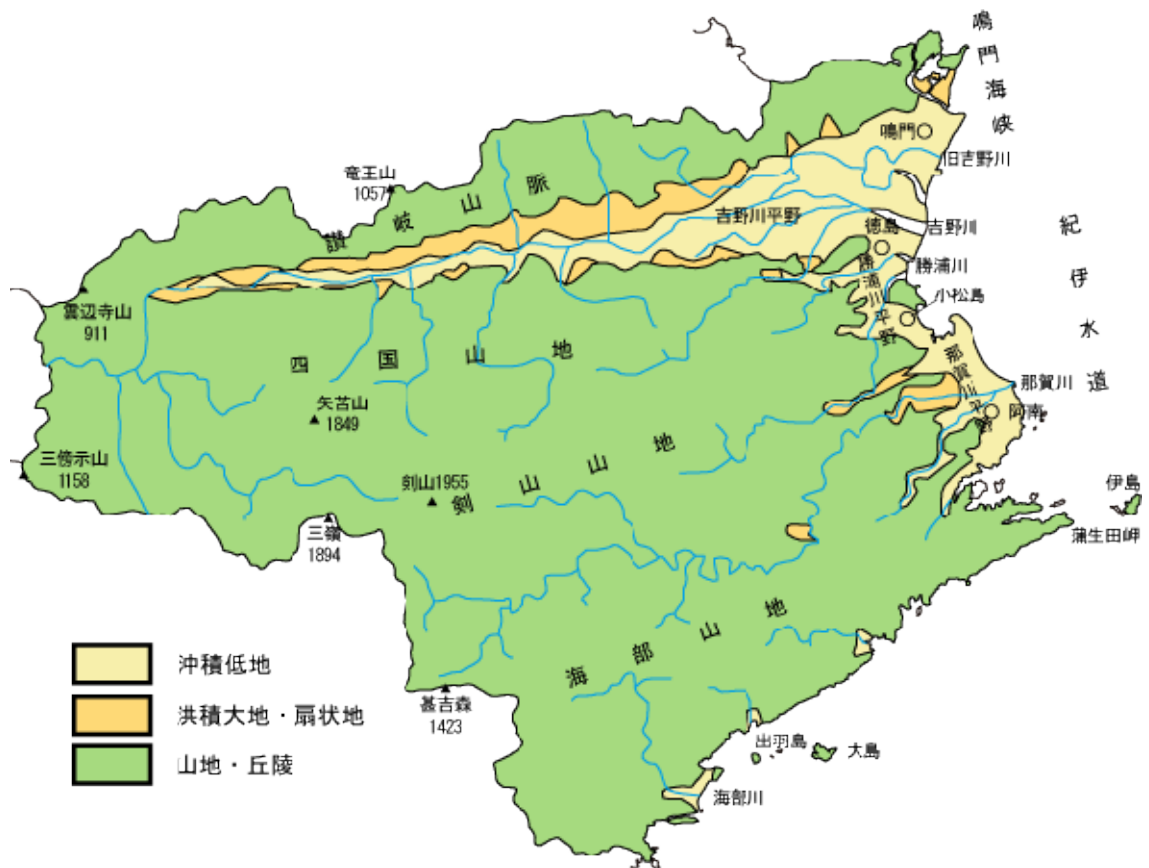 鳴門海峡
鳴門
旧吉野川
竜王山
1057
讃岐山脈
吉野川平野
吉野川
徳島
勝浦川
勝浦川平野
小松島
紀伊水道
雲辺寺山
911
四国山地
那賀川平野
那賀川
阿南
矢苫山
1849
三傍示山
1158
剣山1955
剣山山地
伊島
蒲生田岬
三嶺
1894
海部山地
沖積低地
洪積大地・扇状地
山地・丘陵
甚吉森
1423
出羽島
大島
海部川